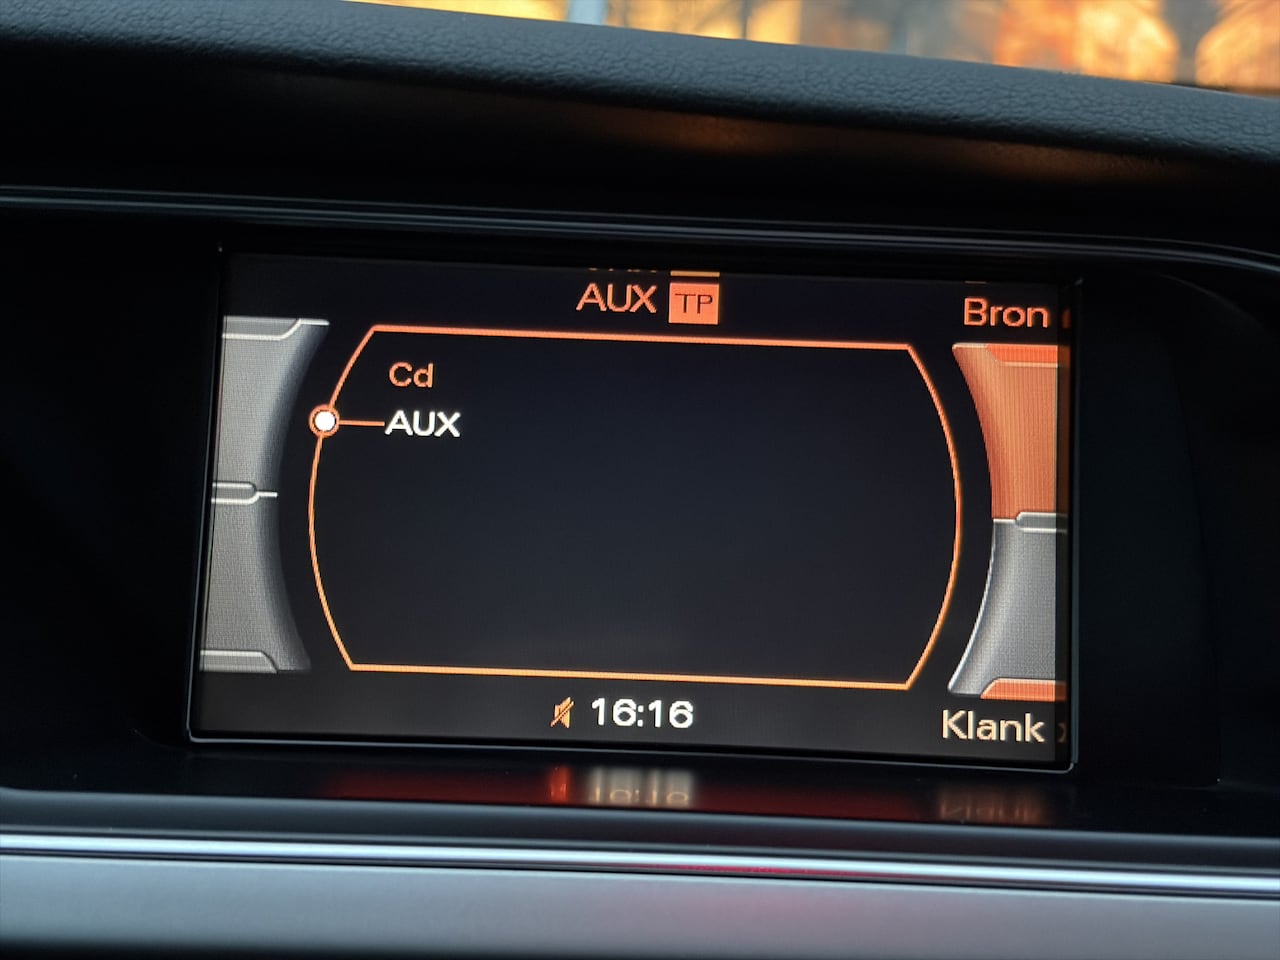 AUX TP
Bron
Cd
AUX
16:16
Klank